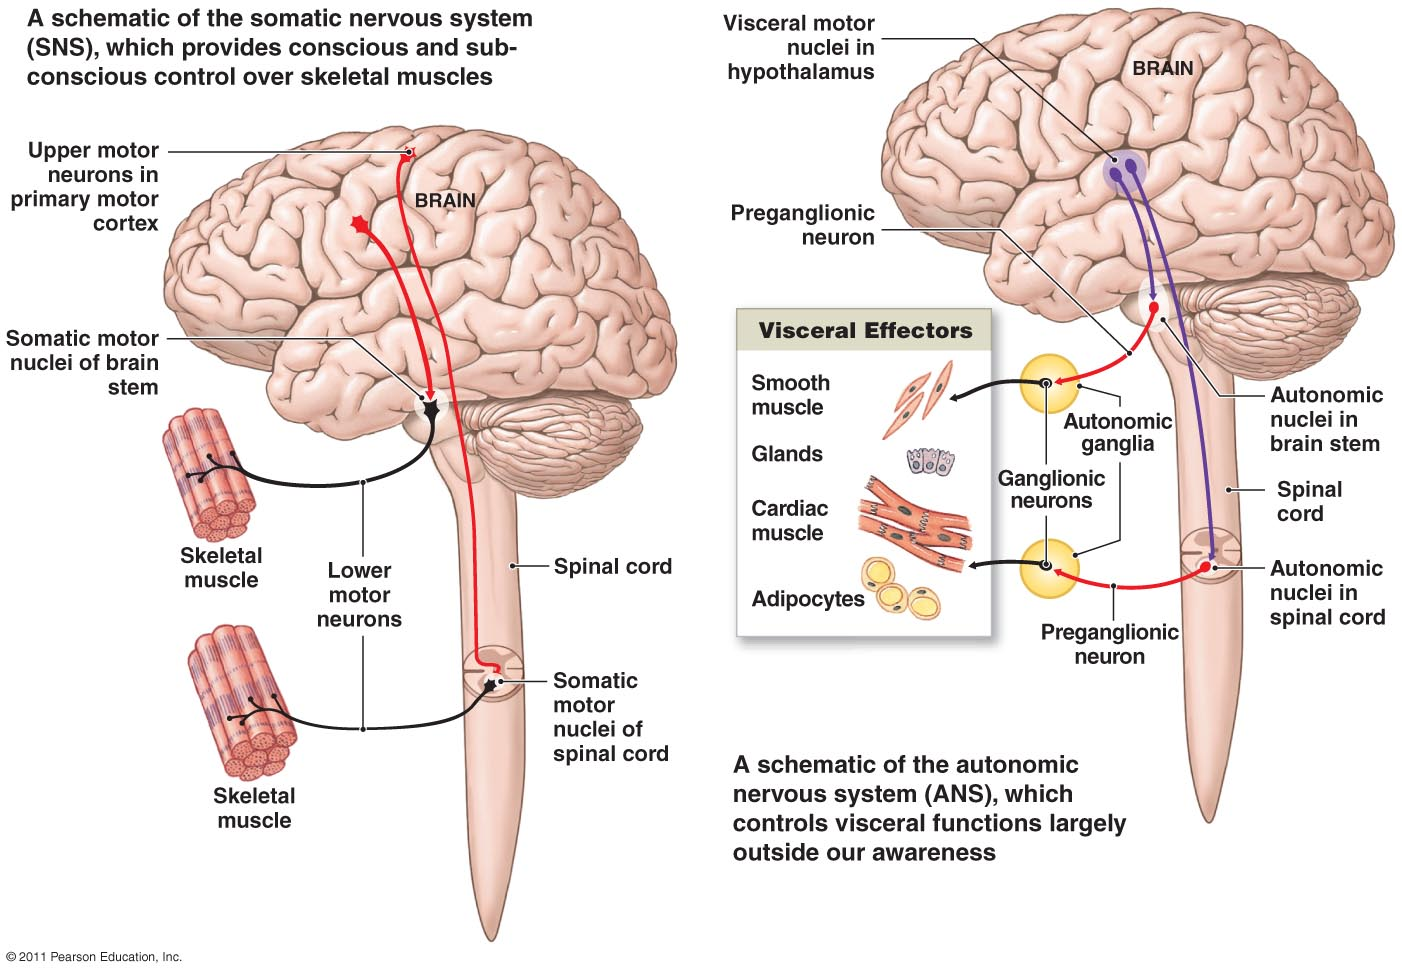 A schematic of the somatic nervous system
(SNS), which provides conscious and sub-
conscious control over skeletal muscles
Upper motor
neurons in
primary motor
cortex
BRAIN
Somatic motor
nuclei of brain
stem
Skeletal
muscle
Lower
motor
neurons
Spinal cord
Somatic
motor
nuclei of
spinal cord
Skeletal
muscle
Visceral motor
nuclei in
hypothalamus
BRAIN
Preganglionic
neuron
Visceral Effectors
Smooth
muscle
Glands
Cardiac
muscle
Adipocytes
Autonomic
ganglia
Ganglionic
neurons
Autonomic
nuclei in
brain stem
Spinal
cord
Autonomic
nuclei in
spinal cord
Preganglionic
neuron
A schematic of the autonomic
nervous system (ANS), which
controls visceral functions largely
outside our awareness
© 2011 Pearson Education, Inc.